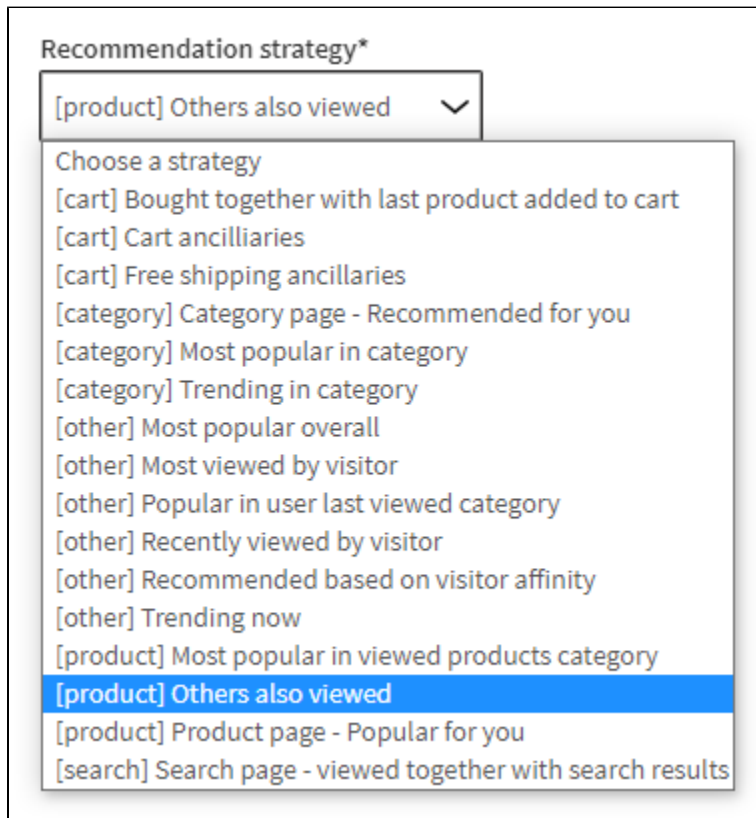 Recommendation strategy*
[product] Others also viewed
Choose a strategy
[cart] Bought together with last product added to cart
[cart] Cart ancilliaries
[cart] Free shipping ancillaries
[category] Category page - Recommended for you
[category] Most popular in category
[category] Trending in category
[other] Most popular overall
[other] Most viewed by visitor
[other] Popular in user last viewed category
[other] Recently viewed by visitor
[other] Recommended based on visitor affinity
[other] Trending now
[product] Most popular in viewed products category
[product] Others also viewed
[product] Product page - Popular for you
[search] Search page - viewed together with search results